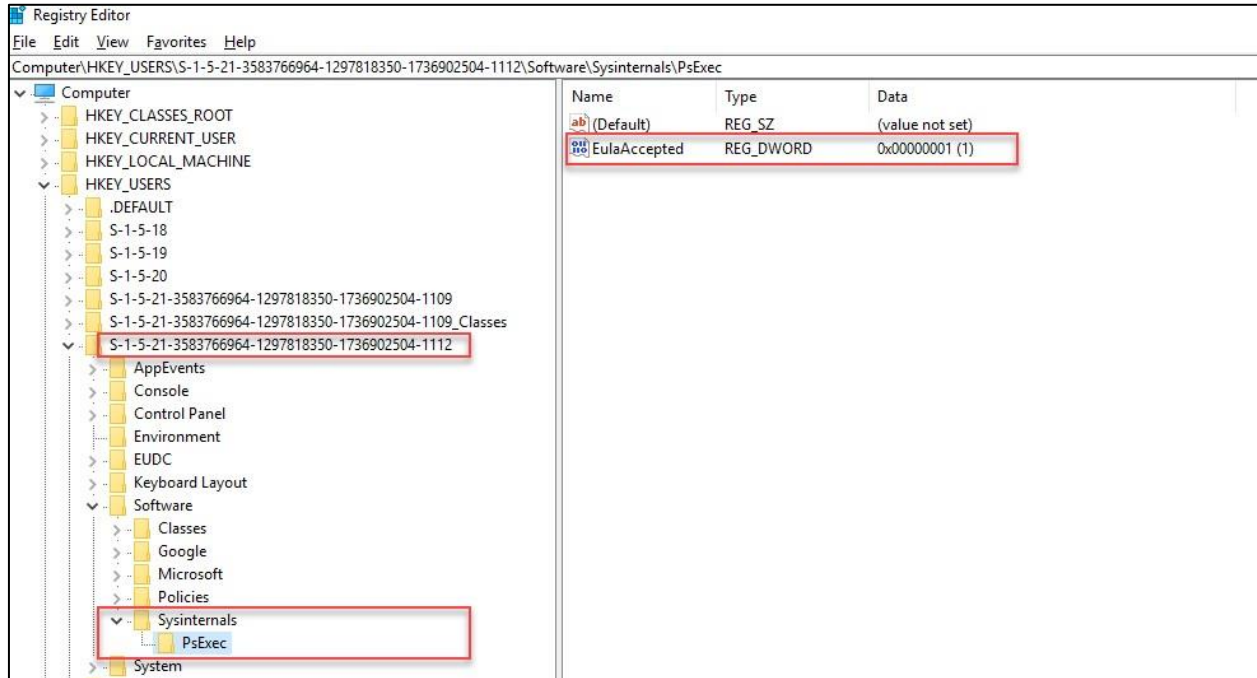 Registry Editor
File Edit View Favorites Help
Computer\HKEY_USERS\S-1-5-21-3583766964-1297818350-1736902504-1112\Software\Sysinternals\PsExec
Computer
HKEY_CLASSES_ROOT
HKEY_CURRENT_USER
HKEY_LOCAL_MACHINE
HKEY_USERS
.DEFAULT
S-1-5-18
S-1-5-19
S-1-5-20
S-1-5-21-3583766964-1297818350-1736902504-1109
S-1-5-21-3583766964-1297818350-1736902504-1109_Classes
S-1-5-21-3583766964-1297818350-1736902504-1112
AppEvents
Console
Control Panel
Environment
EUDC
Keyboard Layout
Software
Classes
Google
Microsoft
Policies
Sysinternals
PsExec
System
Name Type Data
(Default) REG_SZ (value not set)
EulaAccepted REG_DWORD 0x00000001 (1)